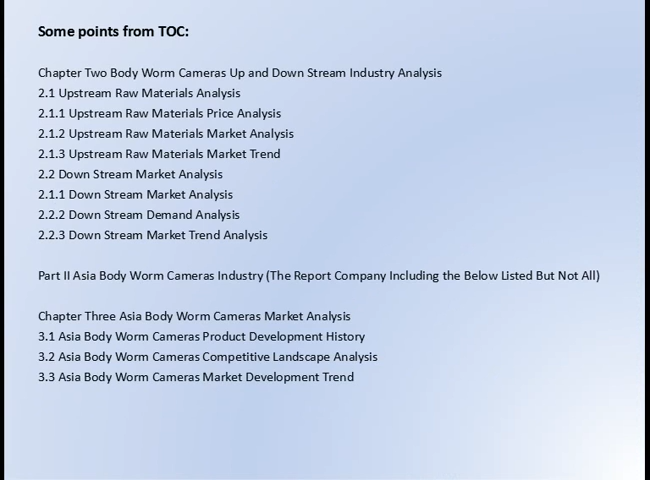 Some points from TOC:
Chapter Two Body Worm Cameras Up and Down Stream Industry Analysis
2.1 Upstream Raw Materials Analysis
2.1.1 Upstream Raw Materials Price Analysis
2.1.2 Upstream Raw Materials Market Analysis
2.1.3 Upstream Raw Materials Market Trend
2.2 Down Stream Market Analysis
2.1.1 Down Stream Market Analysis
2.2.2 Down Stream Demand Analysis
2.2.3 Down Stream Market Trend Analysis
Part II Asia Body Worm Cameras Industry (The Report Company Including the Below Listed But Not All)
Chapter Three Asia Body Worm Cameras Market Analysis
3.1 Asia Body Worm Cameras Product Development History
3.2 Asia Body Worm Cameras Competitive Landscape Analysis
3.3 Asia Body Worm Cameras Market Development Trend